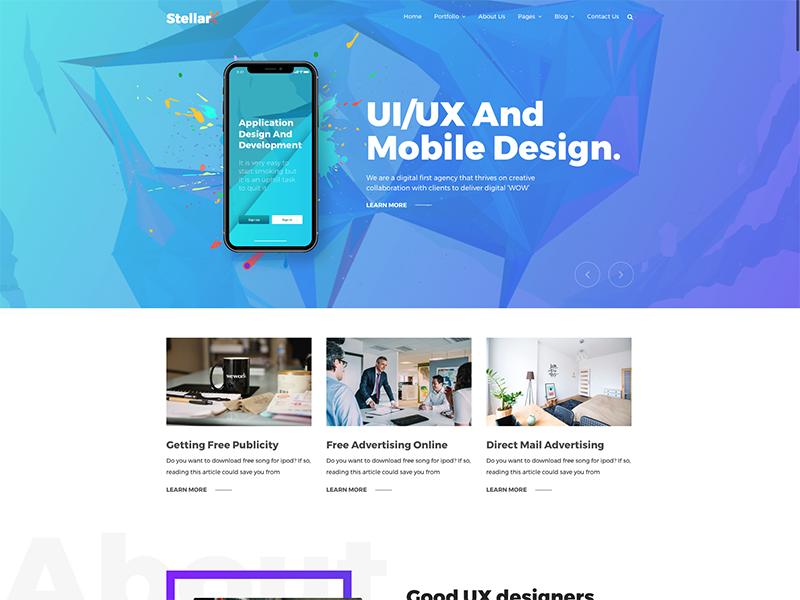 StellarX
Home Portfolio About Us Pages Blog Contact Us
Application
Design And
Development
It is very easy to
start smoking but
it is an uphill task
to quit it
Sign Up Sign In
UI/UX And
Mobile Design.
We are a digital first agency that thrives on creative
collaboration with clients to deliver digital 'WOW'
LEARN MORE
wework
Getting Free Publicity
Do you want to download free song for ipod? If so,
reading this article could save you from
LEARN MORE
Free Advertising Online
Do you want to download free song for ipod? If so,
reading this article could save you from
LEARN MORE
Direct Mail Advertising
Do you want to download free song for ipod? If so,
reading this article could save you from
LEARN MORE
About
Good UX designers